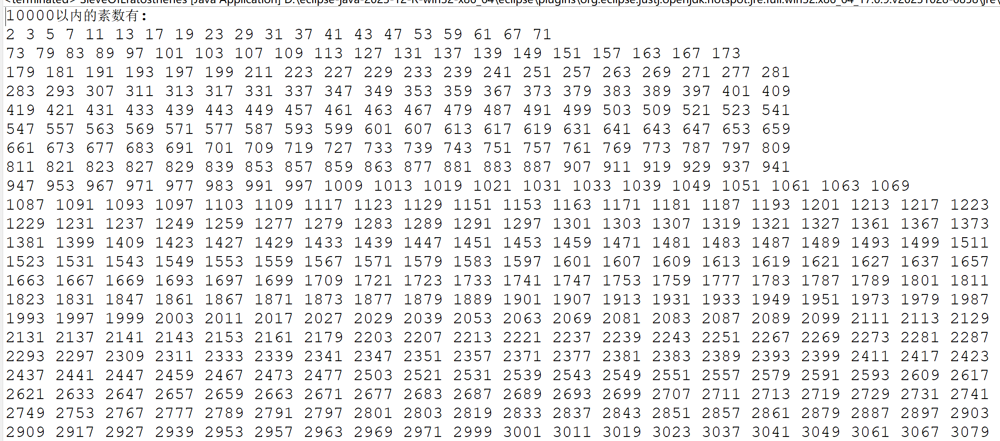 <terminated> SieveOfEratosthenes [Java Application] D:\eclipse-java-2023-12-R-win32-x86_64\eclipse\plugins\org.eclipse.justj.openjdk.hotspot.jre.full.win32.x86_64_17.0.9.v20231028-0858\jre\
10000以内的素数有:
2 3 5 7 11 13 17 19 23 29 31 37 41 43 47 53 59 61 67 71
73 79 83 89 97 101 103 107 109 113 127 131 137 139 149 151 157 163 167 173
179 181 191 193 197 199 211 223 227 229 233 239 241 251 257 263 269 271 277 281
283 293 307 311 313 317 331 337 347 349 353 359 367 373 379 383 389 397 401 409
419 421 431 433 439 443 449 457 461 463 467 479 487 491 499 503 509 521 523 541
547 557 563 569 571 577 587 593 599 601 607 613 617 619 631 641 643 647 653 659
661 673 677 683 691 701 709 719 727 733 739 743 751 757 761 769 773 787 797 809
811 821 823 827 829 839 853 857 859 863 877 881 883 887 907 911 919 929 937 941
947 953 967 971 977 983 991 997 1009 1013 1019 1021 1031 1033 1039 1049 1051 1061 1063 1069
1087 1091 1093 1097 1103 1109 1117 1123 1129 1151 1153 1163 1171 1181 1187 1193 1201 1213 1217 1223
1229 1231 1237 1249 1259 1277 1279 1283 1289 1291 1297 1301 1303 1307 1319 1321 1327 1361 1367 1373
1381 1399 1409 1423 1427 1429 1433 1439 1447 1451 1453 1459 1471 1481 1483 1487 1489 1493 1499 1511
1523 1531 1543 1549 1553 1559 1567 1571 1579 1583 1597 1601 1607 1609 1613 1619 1621 1627 1637 1657
1663 1667 1669 1693 1697 1699 1709 1721 1723 1733 1741 1747 1753 1759 1777 1783 1787 1789 1801 1811
1823 1831 1847 1861 1867 1871 1873 1877 1879 1889 1901 1907 1913 1931 1933 1949 1951 1973 1979 1987
1993 1997 1999 2003 2011 2017 2027 2029 2039 2053 2063 2069 2081 2083 2087 2089 2099 2111 2113 2129
2131 2137 2141 2143 2153 2161 2179 2203 2207 2213 2221 2237 2239 2243 2251 2267 2269 2273 2281 2287
2293 2297 2309 2311 2333 2339 2341 2347 2351 2357 2371 2377 2381 2383 2389 2393 2399 2411 2417 2423
2437 2441 2447 2459 2467 2473 2477 2503 2521 2531 2539 2543 2549 2551 2557 2579 2591 2593 2609 2617
2621 2633 2647 2657 2659 2663 2671 2677 2683 2687 2689 2693 2699 2707 2711 2713 2719 2729 2731 2741
2749 2753 2767 2777 2789 2791 2797 2801 2803 2819 2833 2837 2843 2851 2857 2861 2879 2887 2897 2903
2909 2917 2927 2939 2953 2957 2963 2969 2971 2999 3001 3011 3019 3023 3037 3041 3049 3061 3067 3079